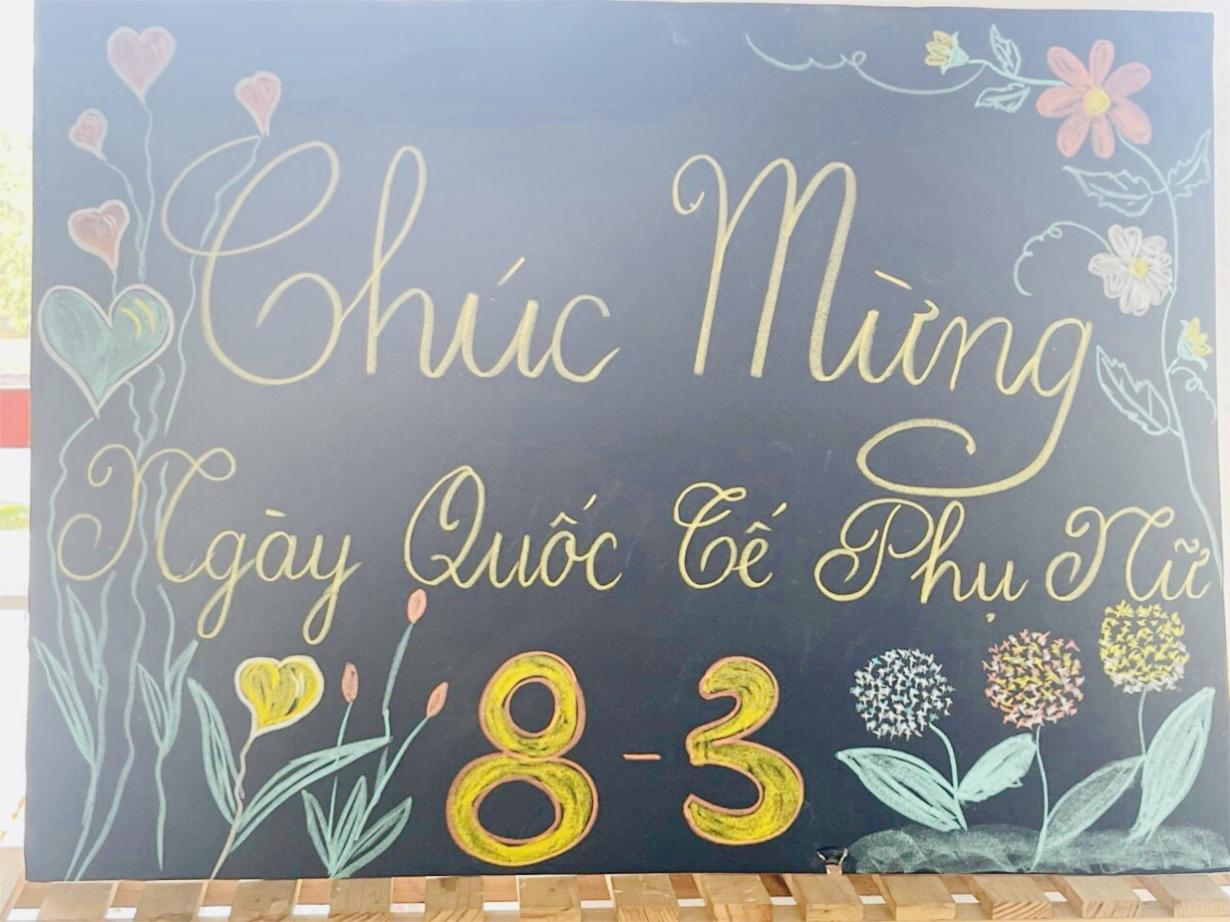 Chúc Mừng
Ngày Quốc Tế Phụ Nữ
8-3